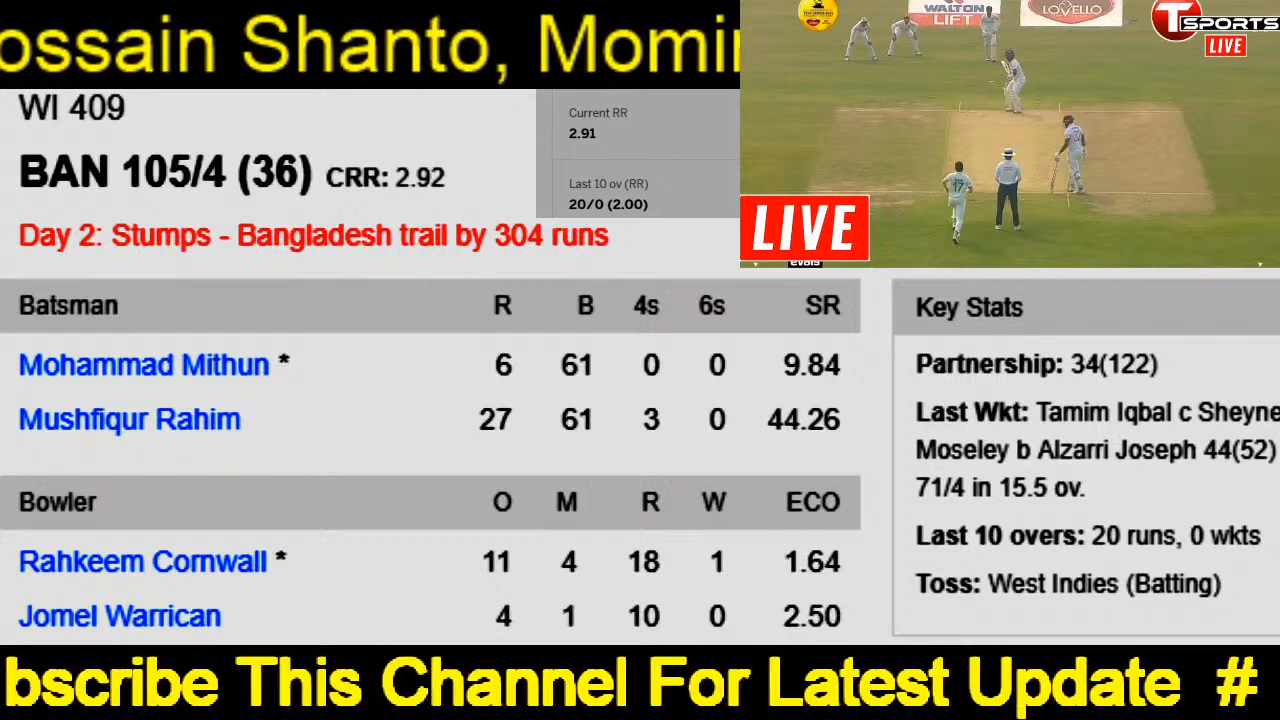 ossain Shanto, Momin
WI 409
BAN 105/4 (36) CRR: 2.92
Day 2: Stumps - Bangladesh trail by 304 runs
Current RR
2.91
Last 10 ov (RR)
20/0 (2.00)
WALTON
LIFT
LOVELLO
T SPORTS
LIVE
17
LIVE
evais
Batsman R B 4s 6s SR
Mohammad Mithun * 6 61 0 0 9.84
Mushfiqur Rahim 27 61 3 0 44.26
Bowler O M R W ECO
Rahkeem Cornwall * 11 4 18 1 1.64
Jomel Warrican 4 1 10 0 2.50
Key Stats
Partnership: 34(122)
Last Wkt: Tamim Iqbal c Sheyne
Moseley b Alzarri Joseph 44(52)
71/4 in 15.5 ov.
Last 10 overs: 20 runs, 0 wkts
Toss: West Indies (Batting)
bscribe This Channel For Latest Update #